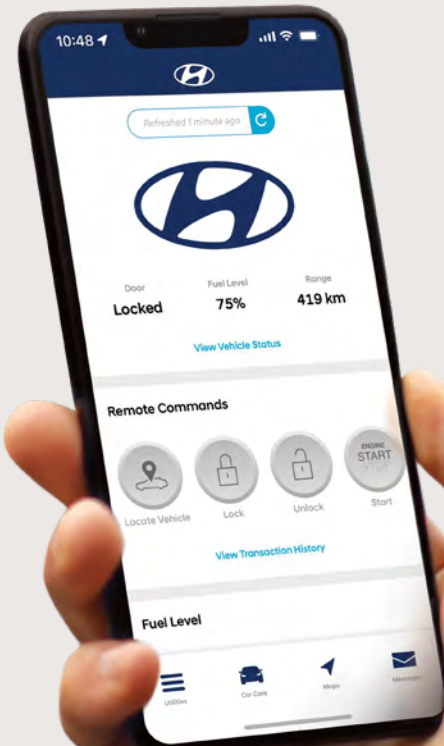 10:48
Refreshed 1 minute ago
Door Fuel Level Range
Locked 75% 419 km
View Vehicle Status
Remote Commands
ENGINE
START
STOP
Locate Vehicle Lock Unlock Start
View Transaction History
Fuel Level
Utilities Car Care Maps Messages